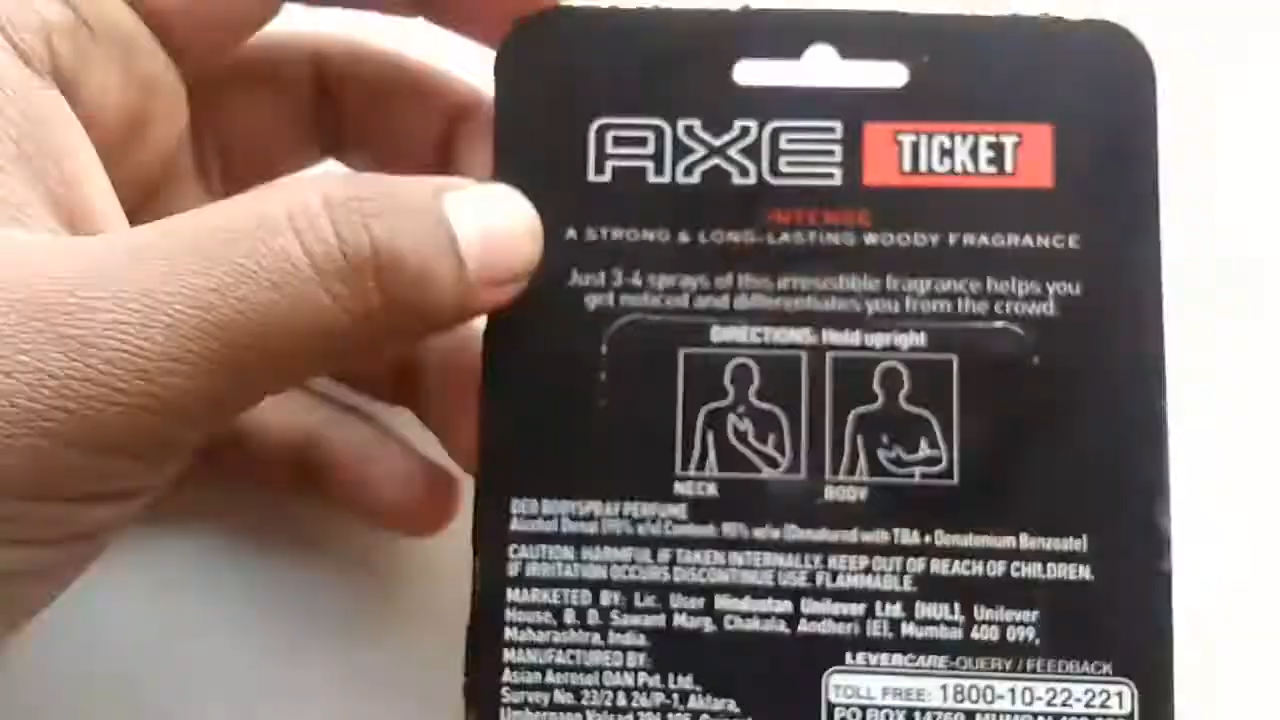 AXE TICKET
INTENSE
A STRONG & LONG-LASTING WOODY FRAGRANCE
Just 3-4 sprays of this irresistible fragrance helps you
get noticed and differentiates you from the crowd.
DIRECTIONS: Hold upright
NECK BODY
DEO BODYSPRAY PERFUME
Alcohol Denat (95% v/v) Content: 95% v/v (Denatured with TBA + Denatonium Benzoate)
CAUTION: HARMFUL IF TAKEN INTERNALLY. KEEP OUT OF REACH OF CHILDREN.
IF IRRITATION OCCURS DISCONTINUE USE. FLAMMABLE.
MARKETED BY: Lic. User Hindustan Unilever Ltd. (HUL), Unilever
House, B. D. Sawant Marg, Chakala, Andheri (E), Mumbai 400 099,
Maharashtra, India.
MANUFACTURED BY:
Asian Aerosol DAN Pvt. Ltd.,
Survey No. 23/2 & 26/P-1,
LEVERCARE-QUERY / FEEDBACK
TOLL FREE: 1800-10-22-221
PO BOX 14760, MUMBAI